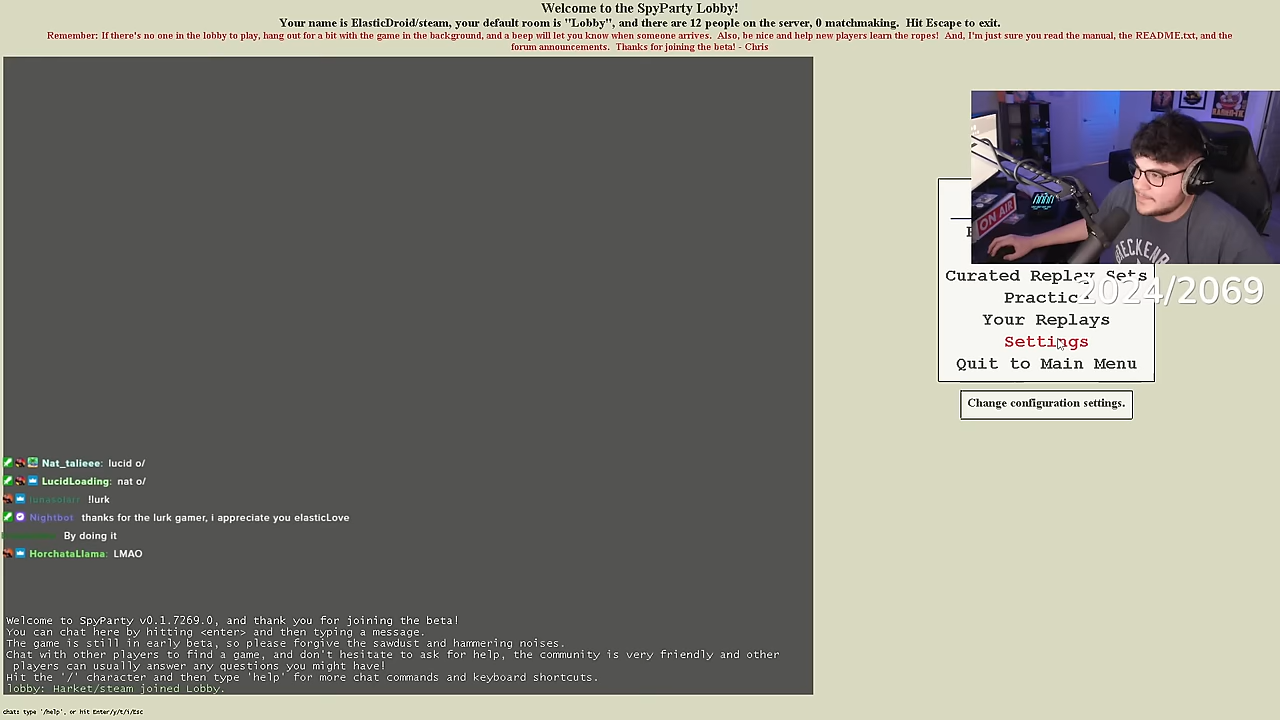 Welcome to the SpyParty Lobby!
Your name is ElasticDroid/steam, your default room is "Lobby", and there are 12 people on the server, 0 matchmaking. Hit Escape to exit.
Remember: If there's no one in the lobby to play, hang out for a bit with the game in the background, and a beep will let you know when someone arrives. Also, be nice and help new players learn the ropes! And, I'm just sure you read the manual, the README.txt, and the
forum announcements. Thanks for joining the beta! - Chris
ON AIR
Curated Replay Sets
Practice
2024/2069
Your Replays
Settings
Quit to Main Menu
Change configuration settings.
Nat_talieee: lucid o/
LucidLoading: nat o/
!lurk
Nightbot: thanks for the lurk gamer, i appreciate you elasticLove
By doing it
HorchataLlama: LMAO
Welcome to SpyParty v0.1.7269.0, and thank you for joining the beta!
You can chat here by hitting <enter> and then typing a message.
The game is still in early beta, so please forgive the sawdust and hammering noises.
Chat with other players to find a game, and don't hesitate to ask for help, the community is very friendly and other
players can usually answer any questions you might have!
Hit the '/' character and then type 'help' for more chat commands and keyboard shortcuts.
lobby: Harket/steam joined Lobby.
chat: type '/help', or hit Enter/y/t/i/Esc